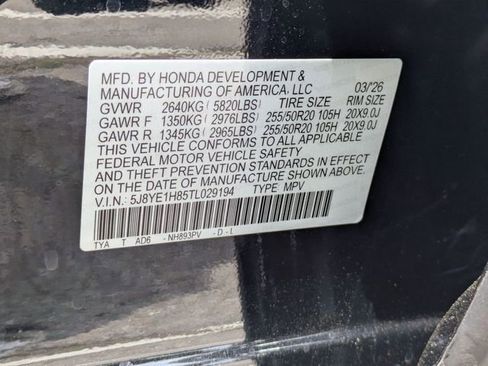 MFD. BY HONDA DEVELOPMENT &
MANUFACTURING OF AMERICA, LLC 03/'26
GVWR 2640KG (5820LBS) TIRE SIZE RIM SIZE
GAWR F 1350KG (2976LBS) 255/50R20 105H 20X9.0J
GAWR R 1345KG (2965LBS) 255/50R20 105H 20X9.0J
THIS VEHICLE CONFORMS TO ALL APPLICABLE
FEDERAL MOTOR VEHICLE SAFETY
AND THEFT PREVENTION STANDARDS IN EFFECT
ON THE DATE OF MANUFACTURE SHOWN ABOVE.
V.I.N.: 5J8YE1H85TL029194 TYPE: MPV
TYA T AD6 -NH893PV -D.-L